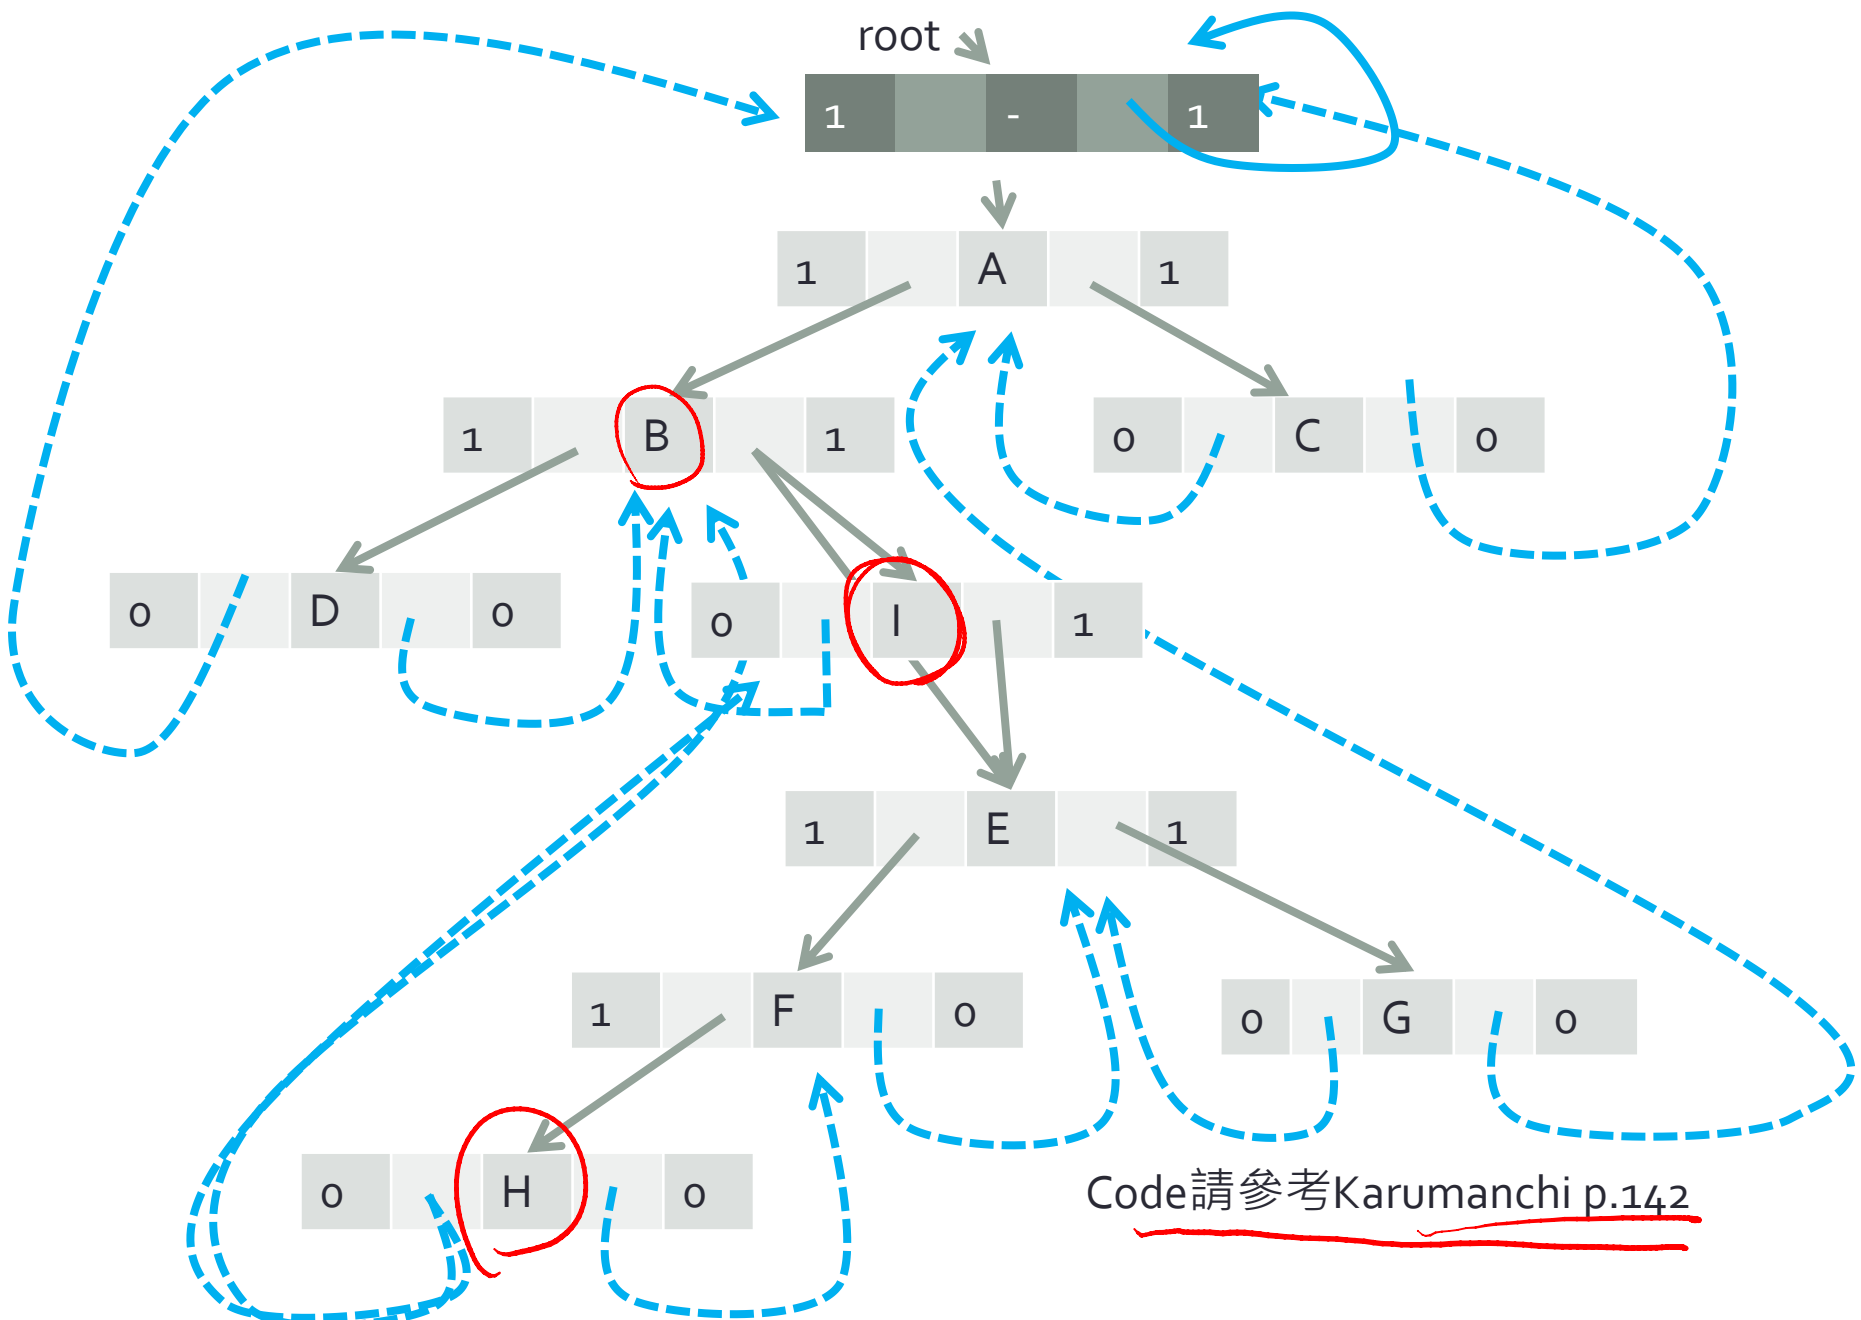 root
1 - 1
1 A 1
1 B 1
0 C 0
0 D 0
0 I 1
1 E 1
1 F 0
0 G 0
0 H 0
Code請參考Karumanchi p.142